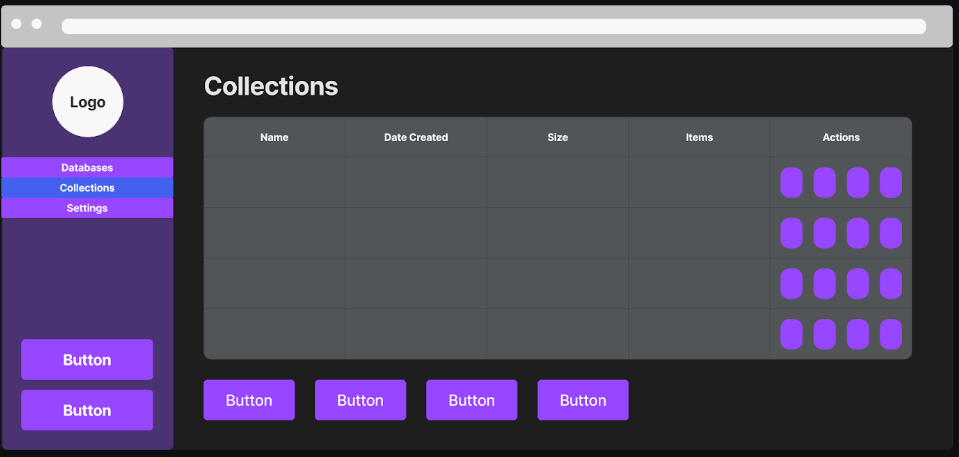 Logo
Databases
Collections
Settings
Button
Button
Collections
Name Date Created Size Items Actions
Button Button Button Button